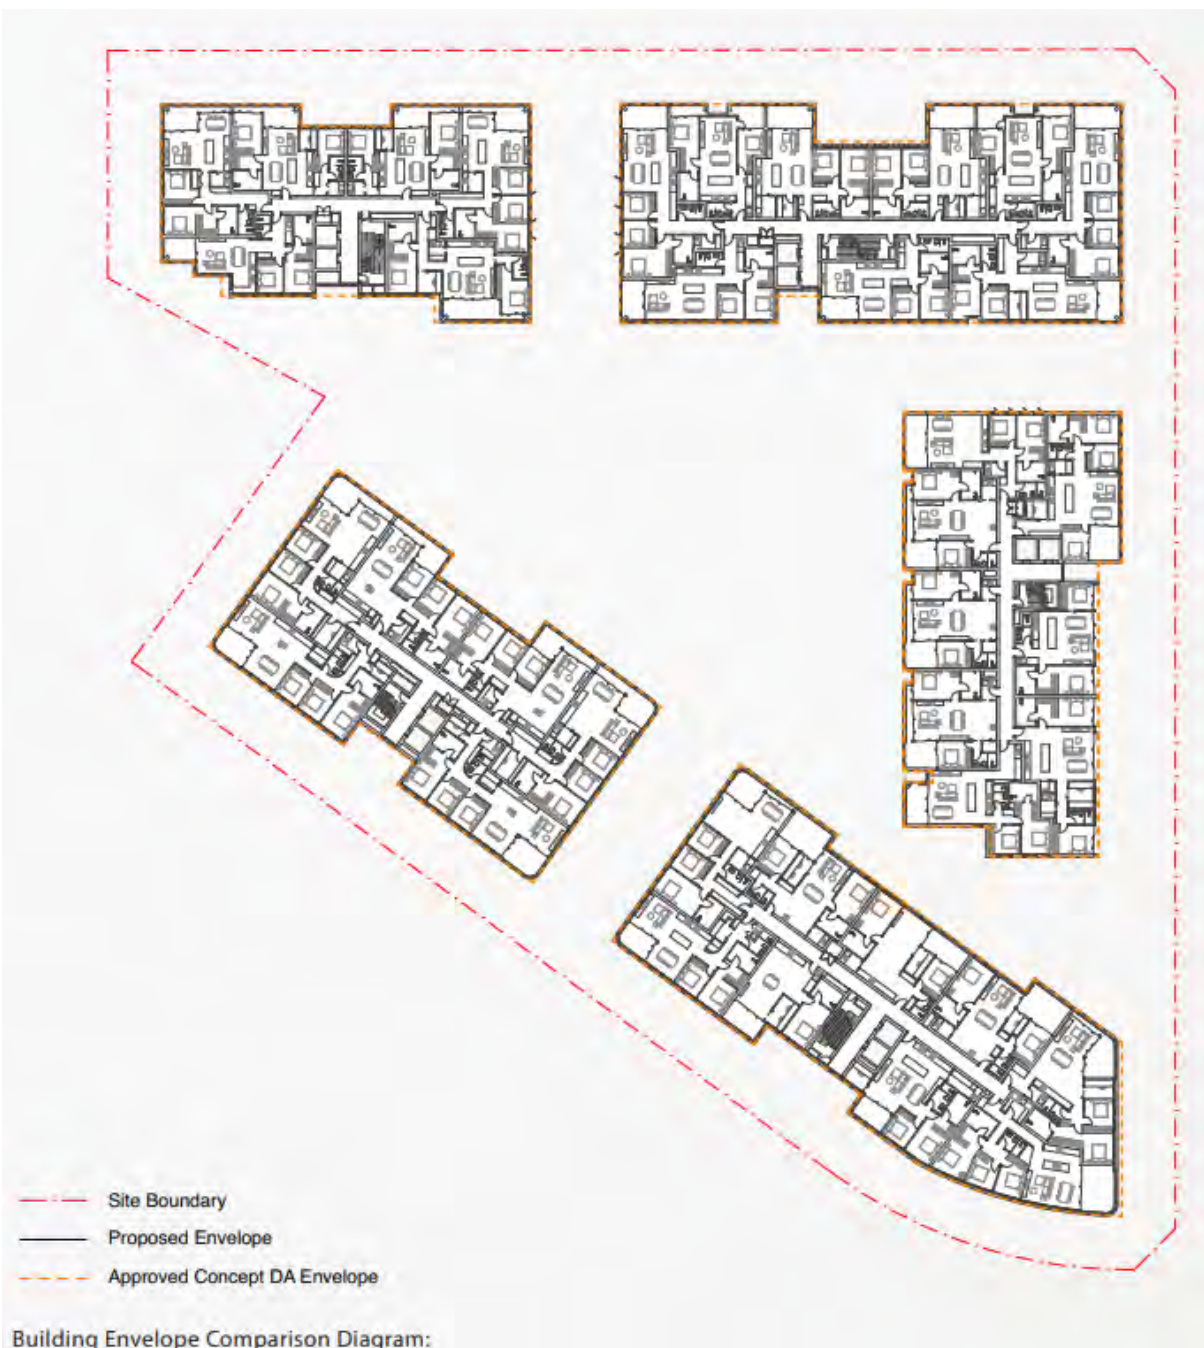 Site Boundary
Proposed Envelope
Approved Concept DA Envelope
Building Envelope Comparison Diagram: